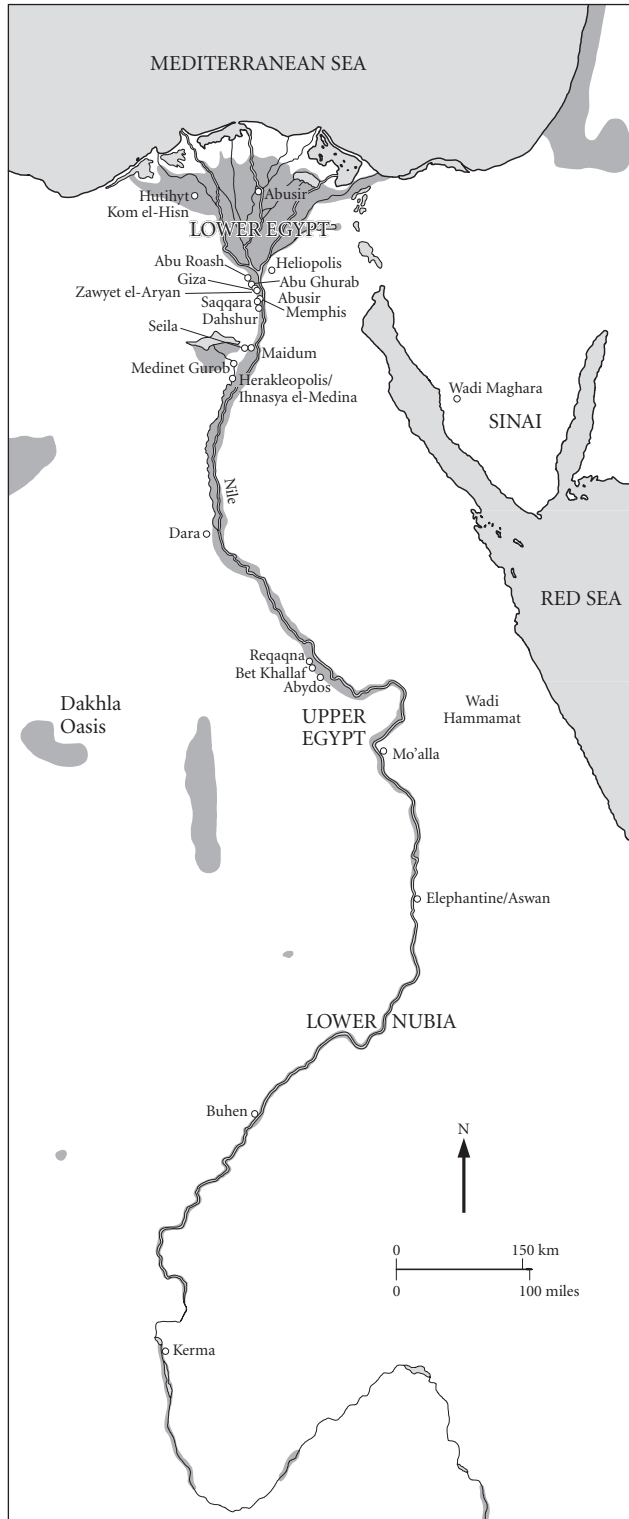 MEDITERRANEAN SEA
Hutihyt
Kom el-Hisn
Abusir
LOWER EGYPT
Abu Roash
Heliopolis
Giza
Abu Ghurab
Zawyet el-Aryan
Abusir
Saqqara
Memphis
Dahshur
Seila
Maidum
Medinet Gurob
Herakleopolis/
Ihnasya el-Medina
Wadi Maghara
SINAI
Nile
Dara
RED SEA
Reqaqna
Bet Khallaf
Abydos
Dakhla
Oasis
UPPER
EGYPT
Wadi
Hammamat
Mo’alla
Elephantine/Aswan
LOWER NUBIA
Buhen
N
0 150 km
0 100 miles
Kerma